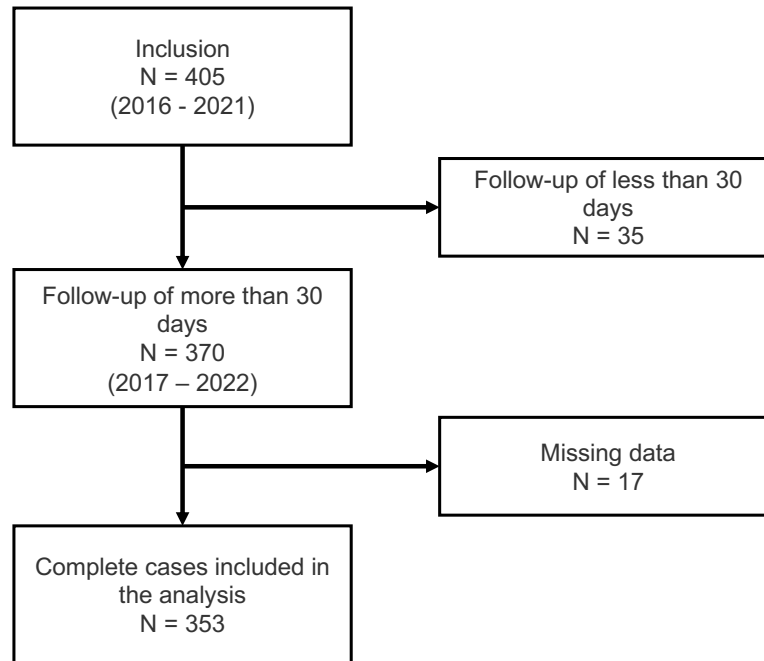 Inclusion
N = 405
(2016 - 2021)
Follow-up of less than 30
days
N = 35
Follow-up of more than 30
days
N = 370
(2017 – 2022)
Missing data
N = 17
Complete cases included in
the analysis
N = 353